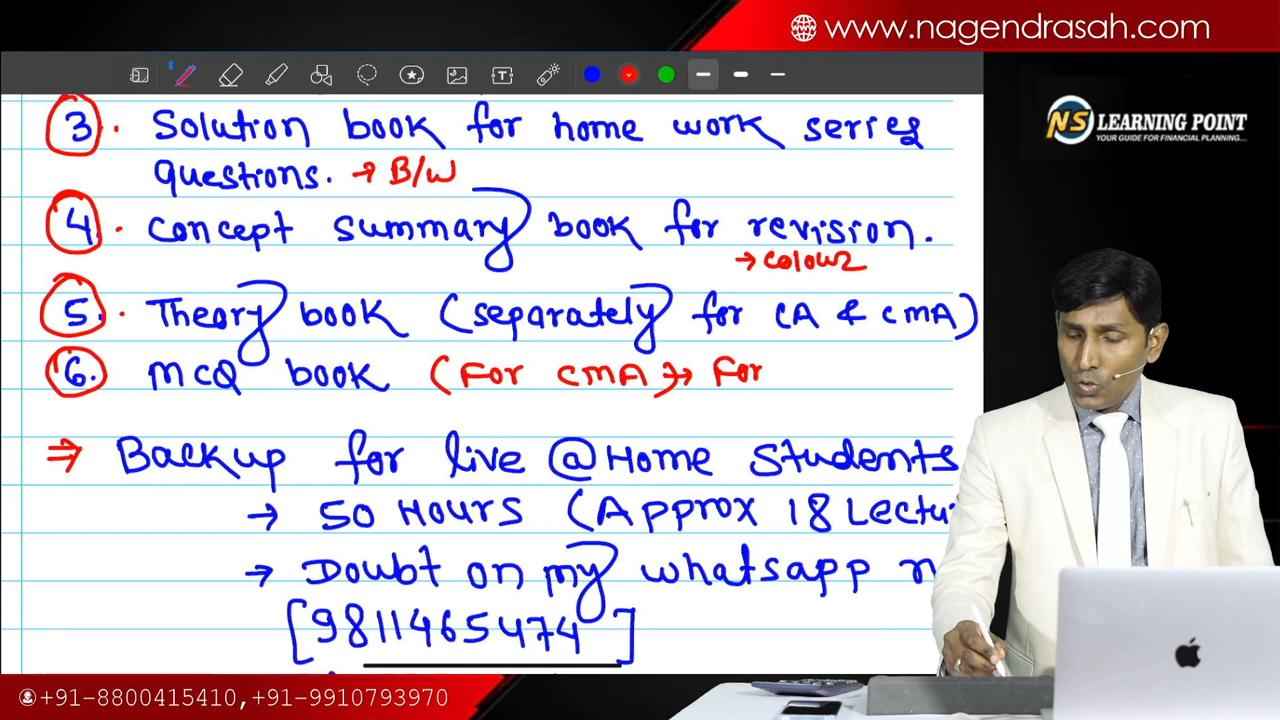 www.nagendrasah.com
NS LEARNING POINT
YOUR GUIDE FOR FINANCIAL PLANNING...
3. Solution book for home work series
questions. → B/W
4. concept summary book for revision.
→ colour
5. Theory book (separately for CA & CMA)
6. MCQ book (For CMA) → For
⇒ Backup for live @Home Students
→ 50 Hours (Approx 18 Lectu
→ Doubt on my whatsapp n
[9811465474]
+91-8800415410,+91-9910793970